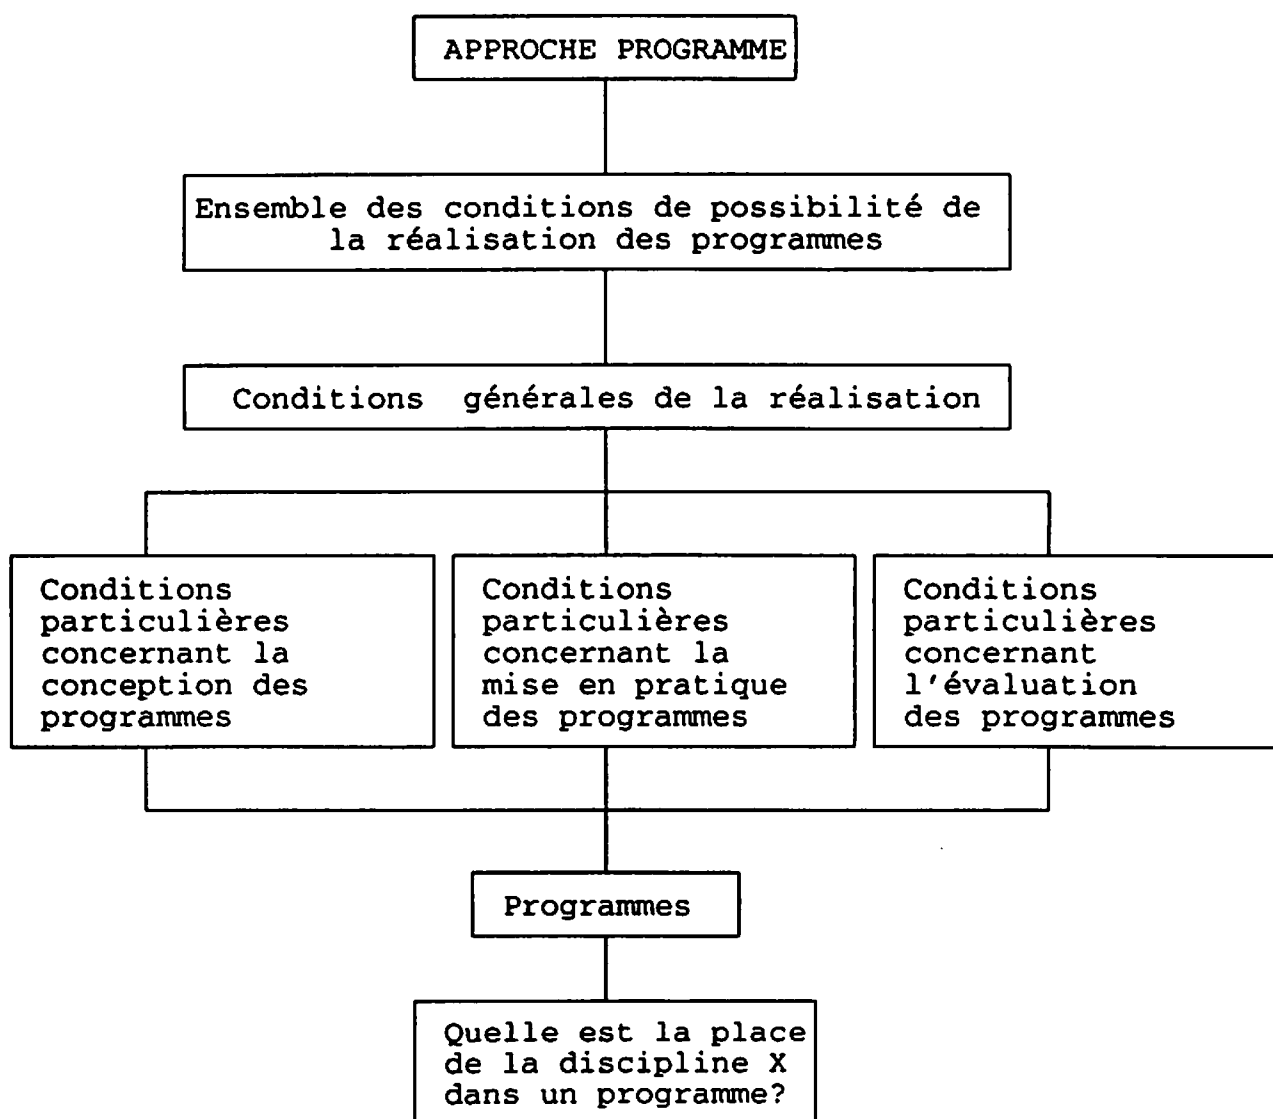 APPROCHE PROGRAMME
Ensemble des conditions de possibilité de
la réalisation des programmes
Conditions générales de la réalisation
Conditions
particulières
concernant la
conception des
programmes
Conditions
particulières
concernant la
mise en pratique
des programmes
Conditions
particulières
concernant
l'évaluation
des programmes
Programmes
Quelle est la place
de la discipline X
dans un programme?